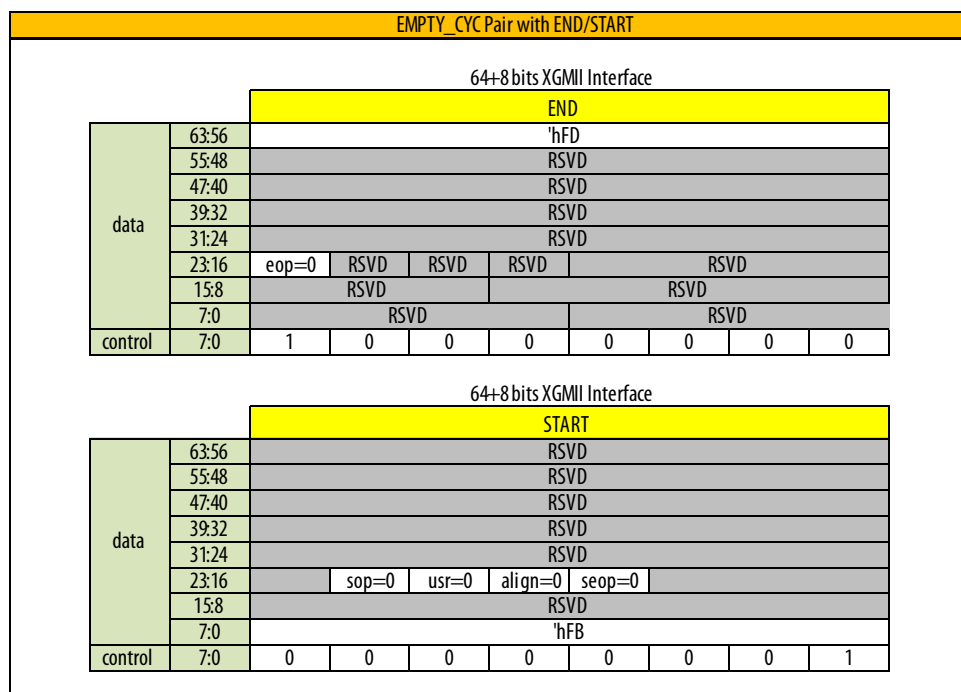 EMPTY_CYC Pair with END/START
64+8 bits XGMII Interface
END
63:56 'hFD
55:48 RSVD
47:40 RSVD
39:32 RSVD
data
31:24 RSVD
23:16 eop=0 RSVD RSVD RSVD RSVD
15:8 RSVD RSVD
7:0 RSVD RSVD
control 7:0 1 0 0 0 0 0 0 0
64+8 bits XGMII Interface
START
63:56 RSVD
55:48 RSVD
47:40 RSVD
39:32 RSVD
data
31:24 RSVD
23:16 sop=0 usr=0 align=0 seop=0
15:8 RSVD
7:0 'hFB
control 7:0 0 0 0 0 0 0 0 1